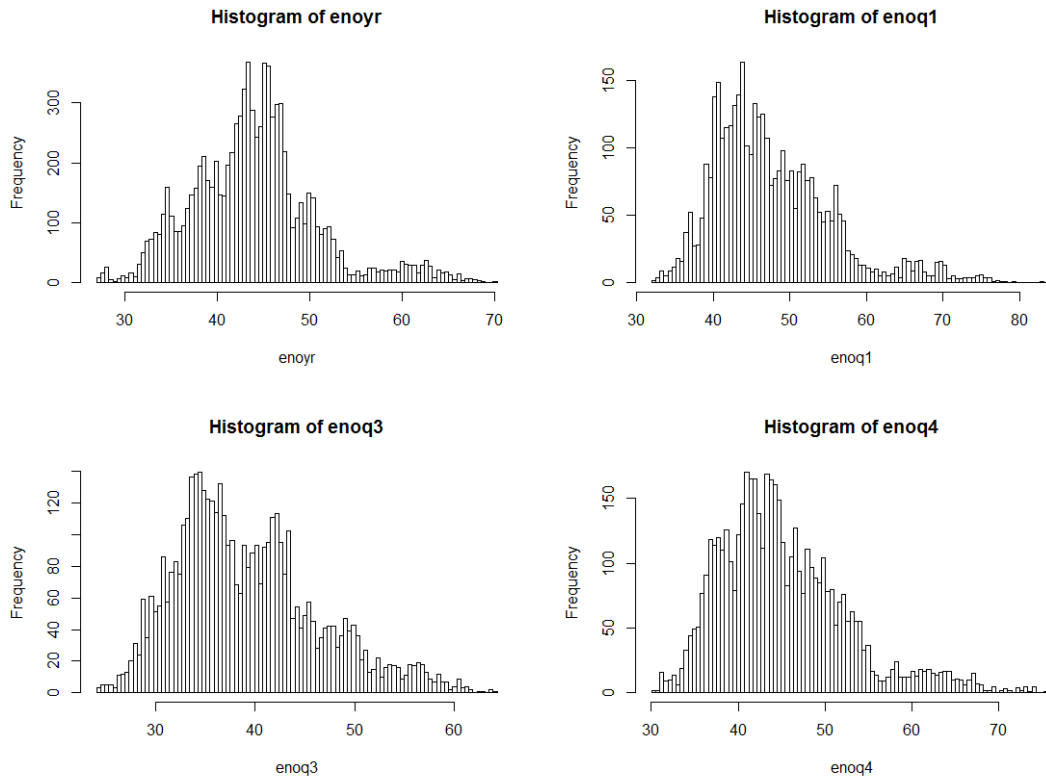 Histogram of enoyr
Frequency
0 100 200 300
30 40 50 60 70
enoyr
Histogram of enoq1
Frequency
0 50 100 150
30 40 50 60 70 80
enoq1
Histogram of enoq3
Frequency
0 20 40 60 80 120
30 40 50 60
enoq3
Histogram of enoq4
Frequency
0 50 100 150
30 40 50 60 70
enoq4